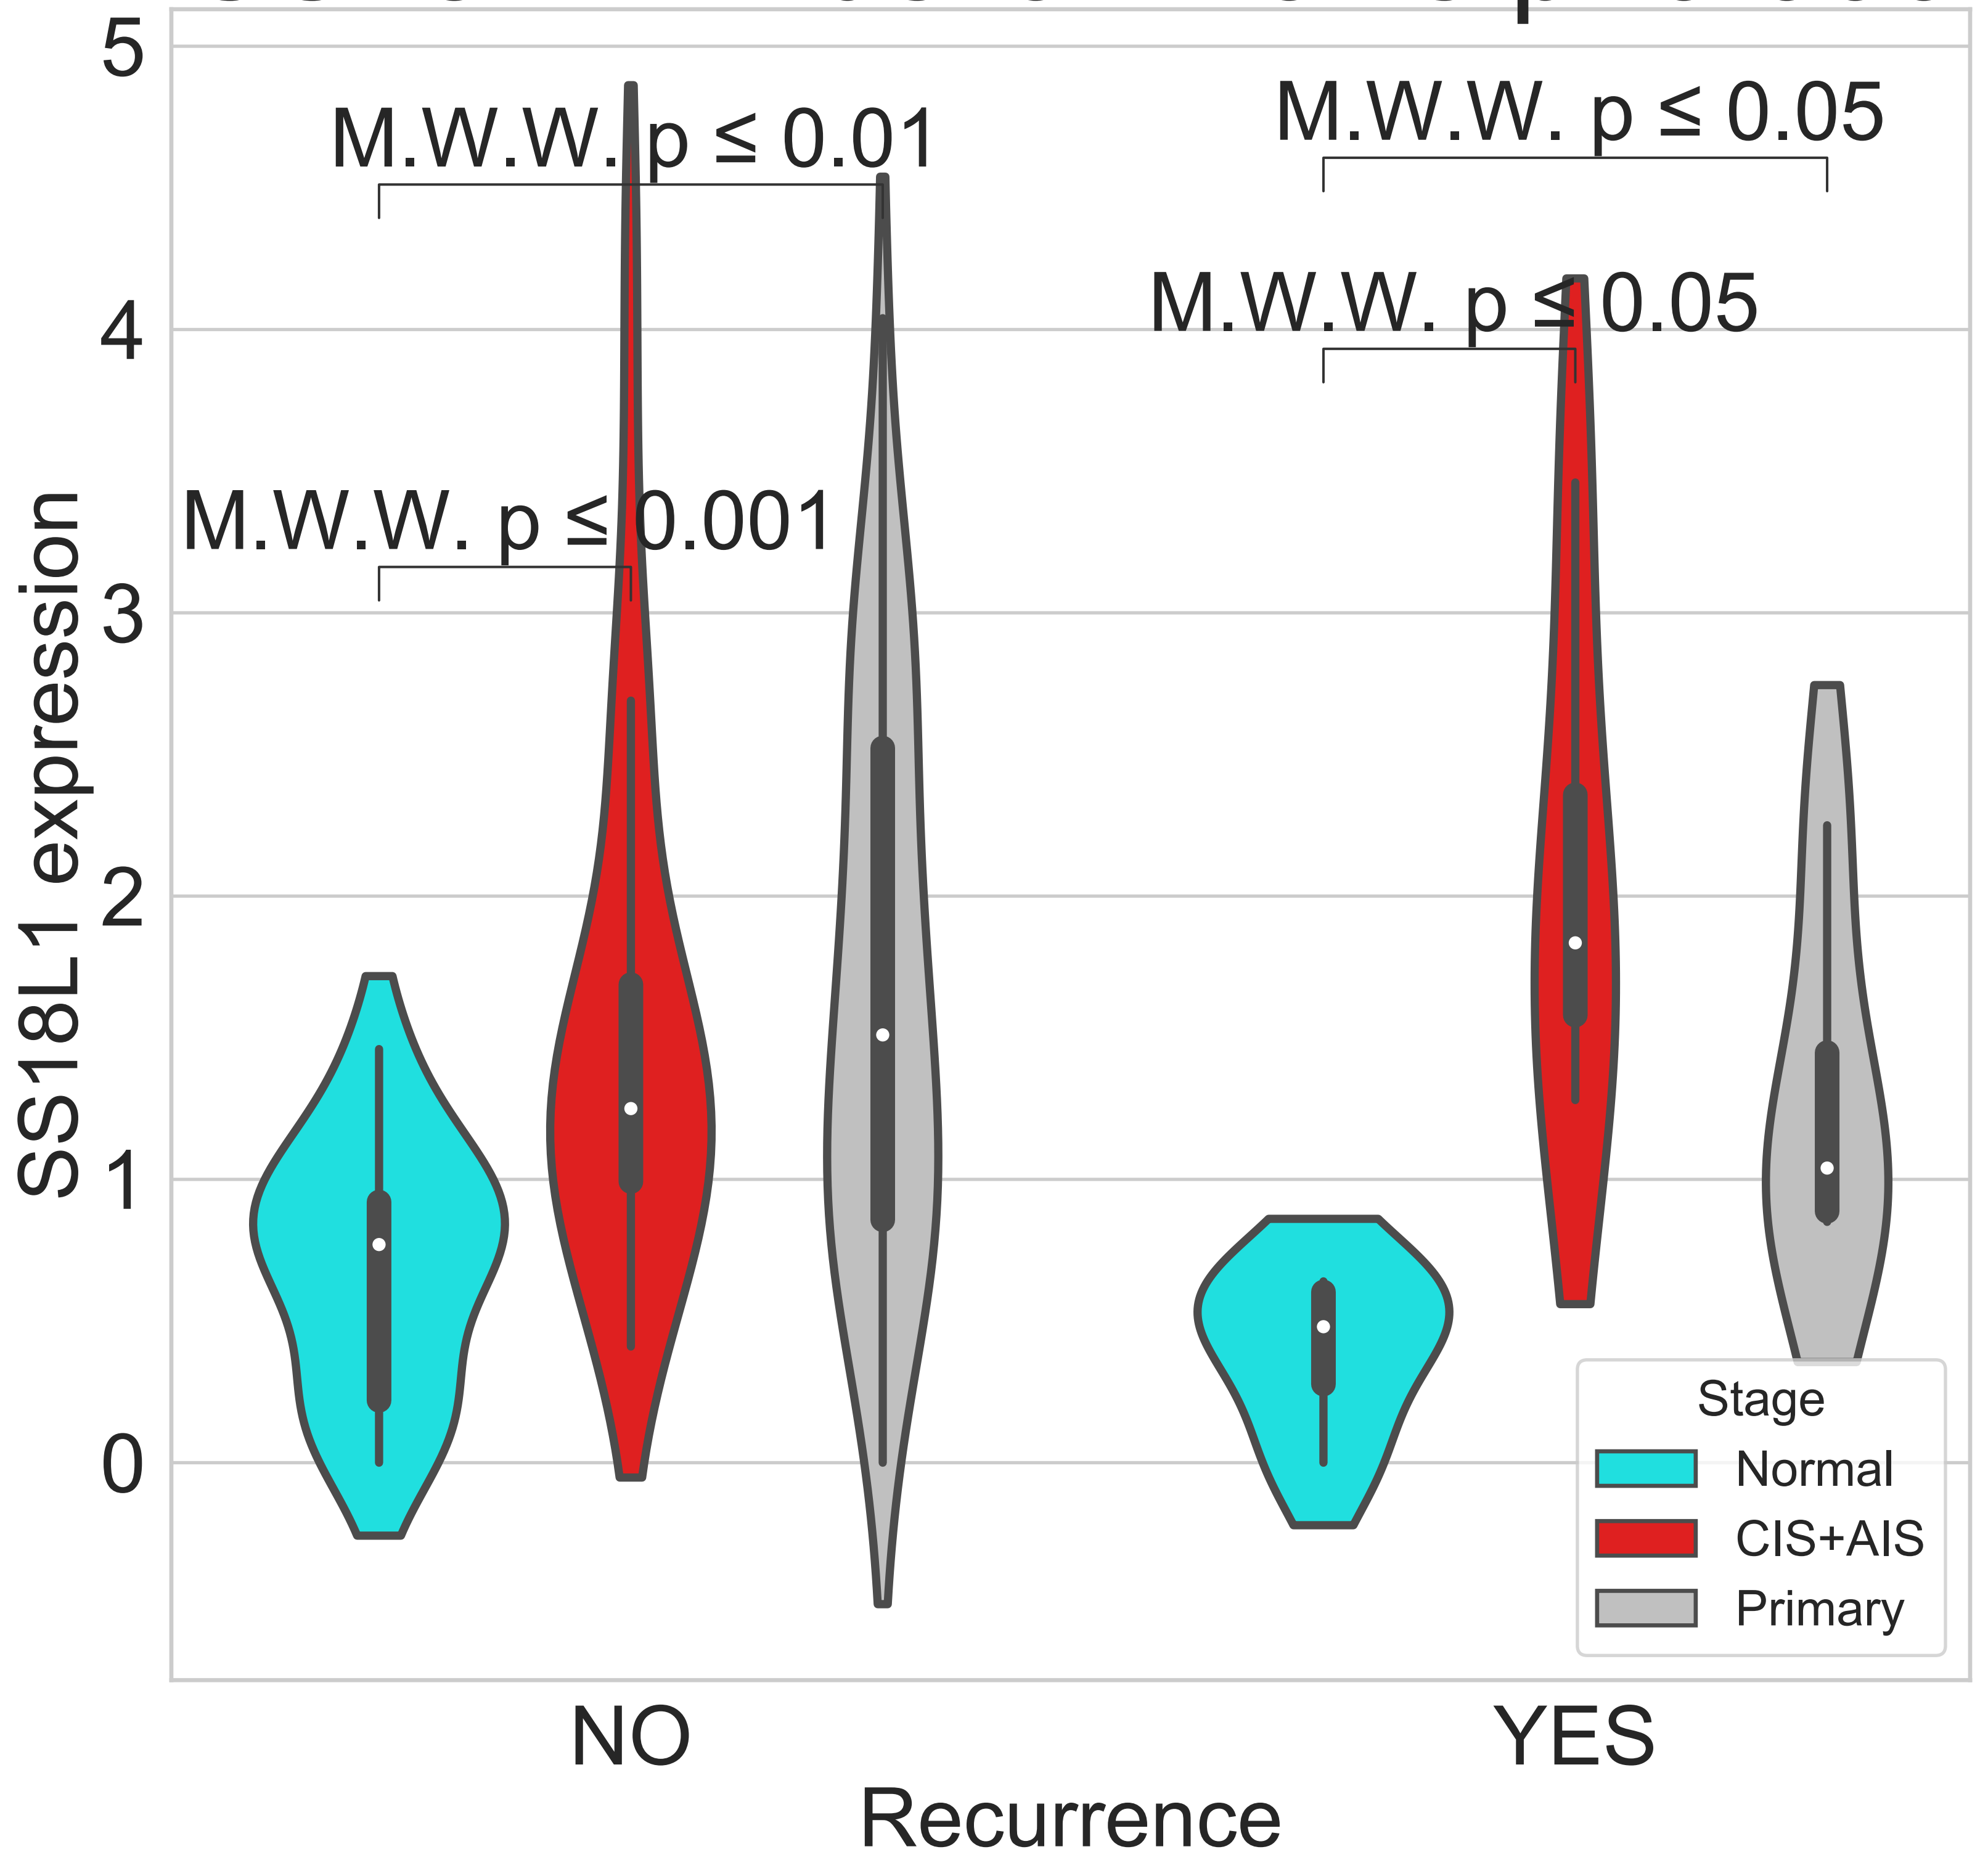 5
M.W.W. p ≤ 0.01
M.W.W. p ≤ 0.05
4
M.W.W. p ≤ 0.05
3
M.W.W. p ≤ 0.001
2
1
0
SS18L1 expression
Stage
Normal
CIS+AIS
Primary
NO
YES
Recurrence